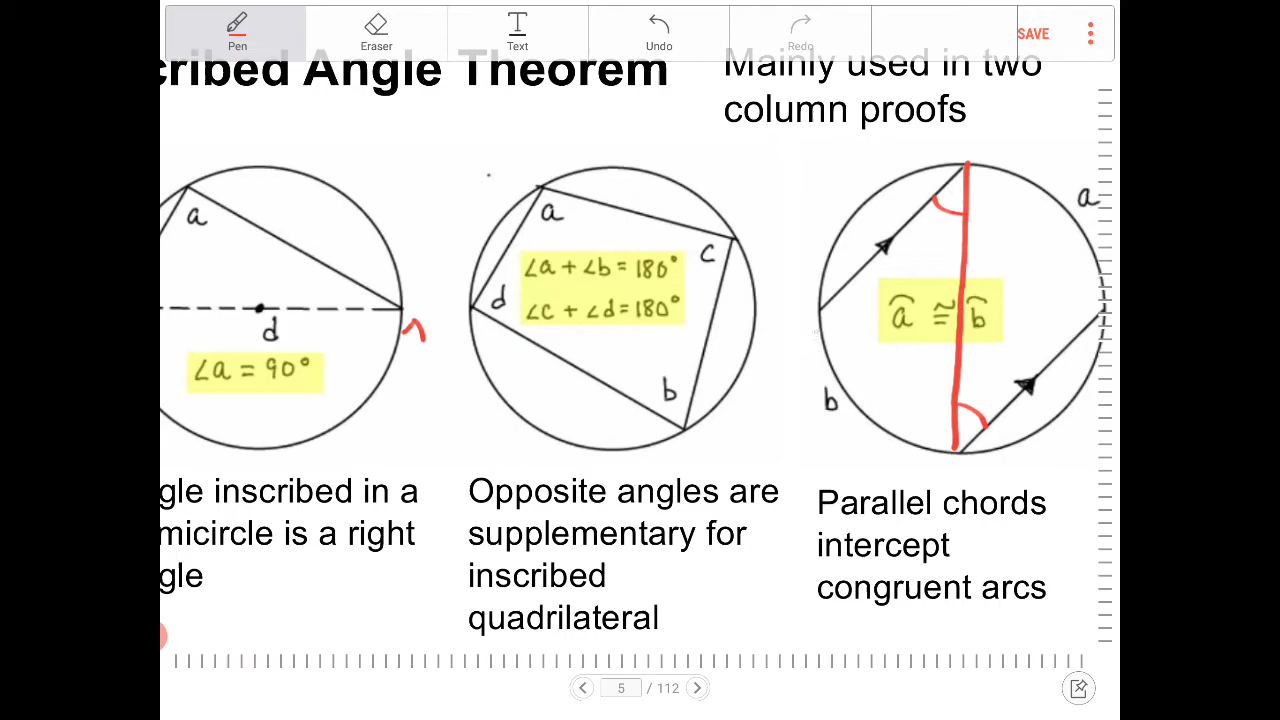 Pen
Eraser
Text
Undo
Redo
SAVE
cribed Angle Theorem
Mainly used in two
column proofs
a
d
∠a = 90°
gle inscribed in a
micircle is a right
gle
a
c
∠a + ∠b = 180°
∠c + ∠d = 180°
d
b
Opposite angles are
supplementary for
inscribed
quadrilateral
a
a ≅ b
b
Parallel chords
intercept
congruent arcs
5 / 112